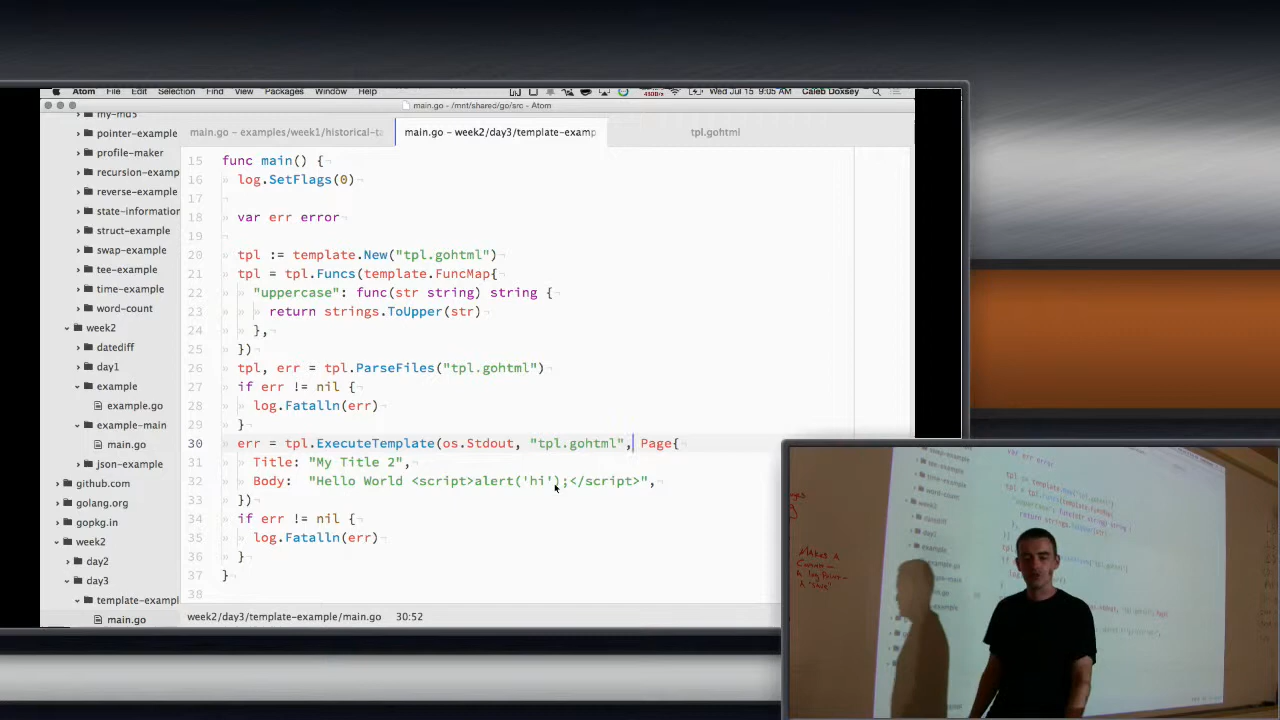 Atom File Edit Selection Find View Packages Window Help Wed Jul 15 9:05 AM Caleb Doxsey
main.go - /mnt/shared/go/src - Atom
main.go – examples/week1/historical-ta
main.go – week2/day3/template-examp
tpl.gohtml
my-md5
pointer-example
profile-maker
recursion-examp
reverse-example
state-information
struct-example
swap-example
tee-example
time-example
word-count
week2
datediff
day1
example
example.go
example-main
main.go
json-example
github.com
golang.org
gopkg.in
week2
day2
day3
template-exampl
main.go
15 func main() {
16 log.SetFlags(0)
17
18 var err error
19
20 tpl := template.New("tpl.gohtml")
21 tpl = tpl.Funcs(template.FuncMap{
22 "uppercase": func(str string) string {
23 return strings.ToUpper(str)
24 },
25 })
26 tpl, err = tpl.ParseFiles("tpl.gohtml")
27 if err != nil {
28 log.Fatalln(err)
29 }
30 err = tpl.ExecuteTemplate(os.Stdout, "tpl.gohtml", Page{
31 Title: "My Title 2",
32 Body: "Hello World <script>alert('hi');</script>",
33 })
34 if err != nil {
35 log.Fatalln(err)
36 }
37 }
38
week2/day3/template-example/main.go 30:52
MAKES A